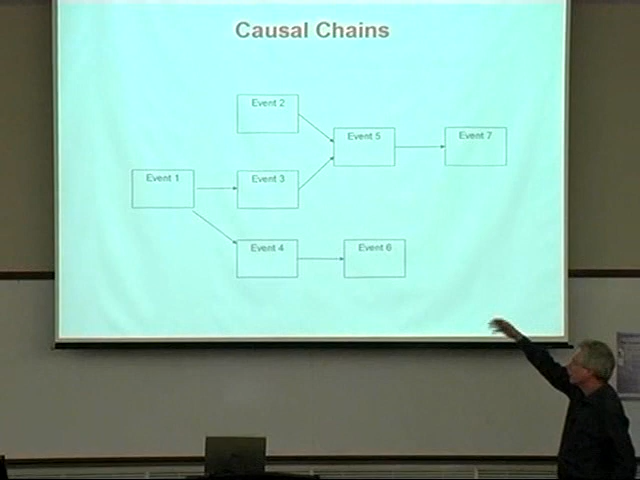 Causal Chains
Event 2
Event 5
Event 7
Event 1
Event 3
Event 4
Event 6